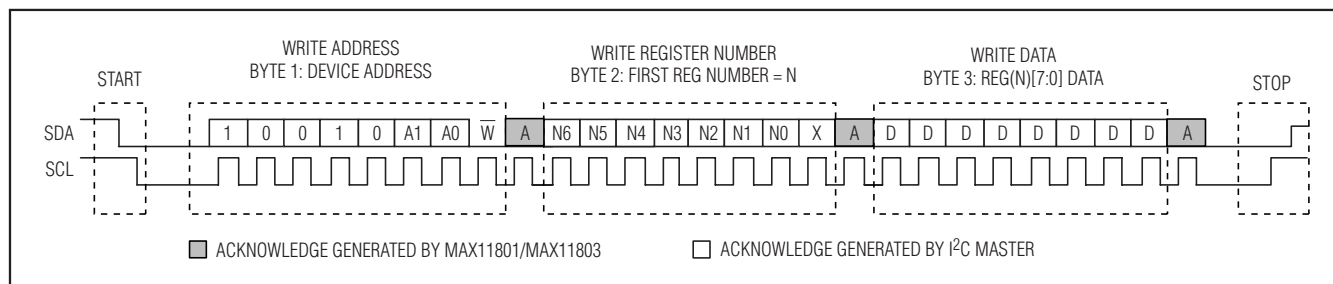 WRITE ADDRESS
BYTE 1: DEVICE ADDRESS
WRITE REGISTER NUMBER
BYTE 2: FIRST REG NUMBER = N
WRITE DATA
BYTE 3: REG(N)[7:0] DATA
START
STOP
SDA
1 0 0 1 0 A1 A0 W̅ A N6 N5 N4 N3 N2 N1 N0 X A D D D D D D D D A
SCL
ACKNOWLEDGE GENERATED BY MAX11801/MAX11803
ACKNOWLEDGE GENERATED BY I²C MASTER